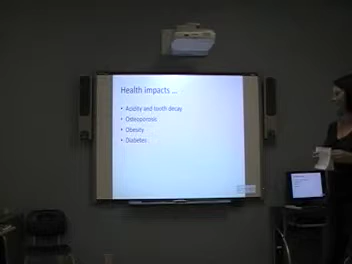 Health impacts ...
• Acidity and tooth decay
• Osteoporosis
• Obesity
• Diabetes